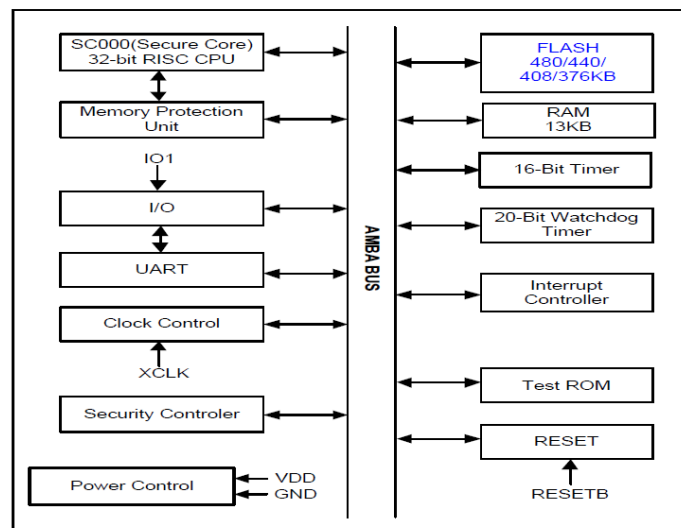 SC000(Secure Core)
32-bit RISC CPU
Memory Protection
Unit
IO1
I/O
UART
Clock Control
XCLK
Security Controler
Power Control
VDD
GND
AMBA BUS
FLASH
480/440/
408/376KB
RAM
13KB
16-Bit Timer
20-Bit Watchdog
Timer
Interrupt
Controller
Test ROM
RESET
RESETB